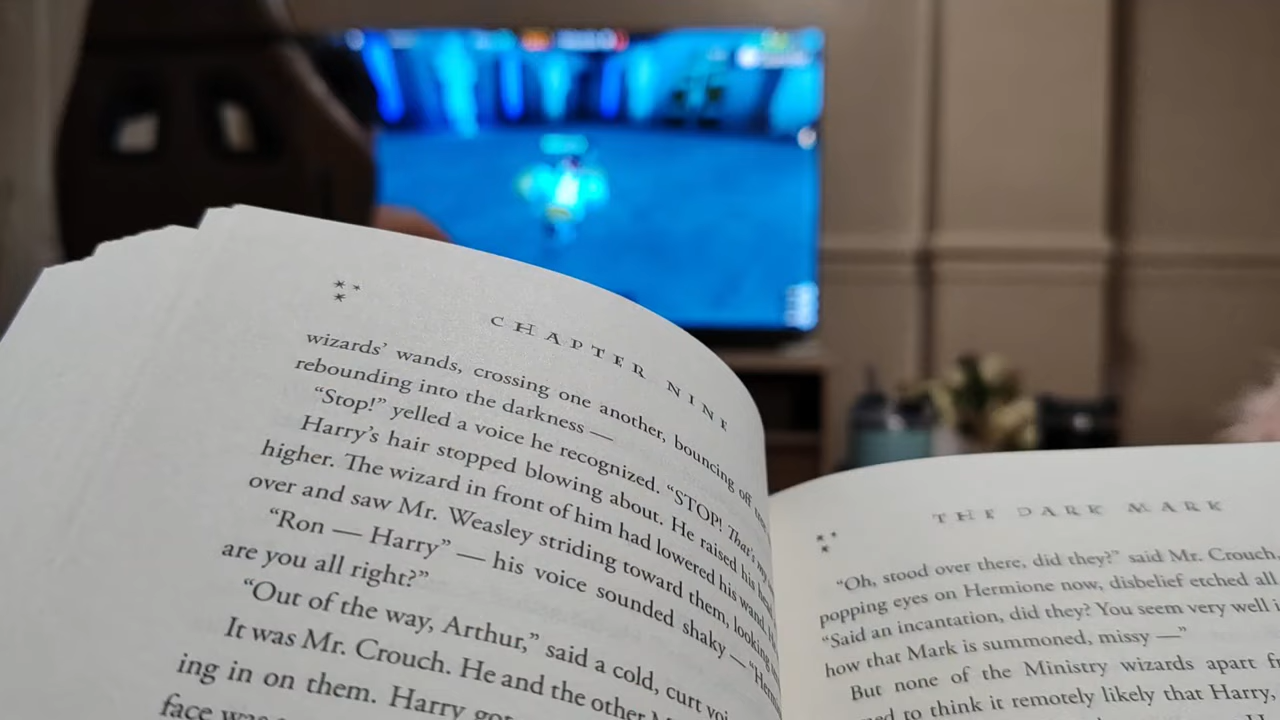 CHAPTER NINE
wizards' wands, crossing one another, bouncing off
rebounding into the darkness —
"Stop!" yelled a voice he recognized. "STOP! That's my
Harry's hair stopped blowing about. He raised his head
higher. The wizard in front of him had lowered his wand.
over and saw Mr. Weasley striding toward them, looking
"Ron — Harry" — his voice sounded shaky —
are you all right?"
"Out of the way, Arthur," said a cold, curt
It was Mr. Crouch. He and the other
ing in on them. Harry
face was
THE DARK MARK
"Oh, stood over there, did they?" said Mr. Crouch,
popping eyes on Hermione now, disbelief etched all
"Said an incantation, did they? You seem very well
how that Mark is summoned, missy —"
But none of the Ministry wizards apart
to think it remotely likely that Harry,